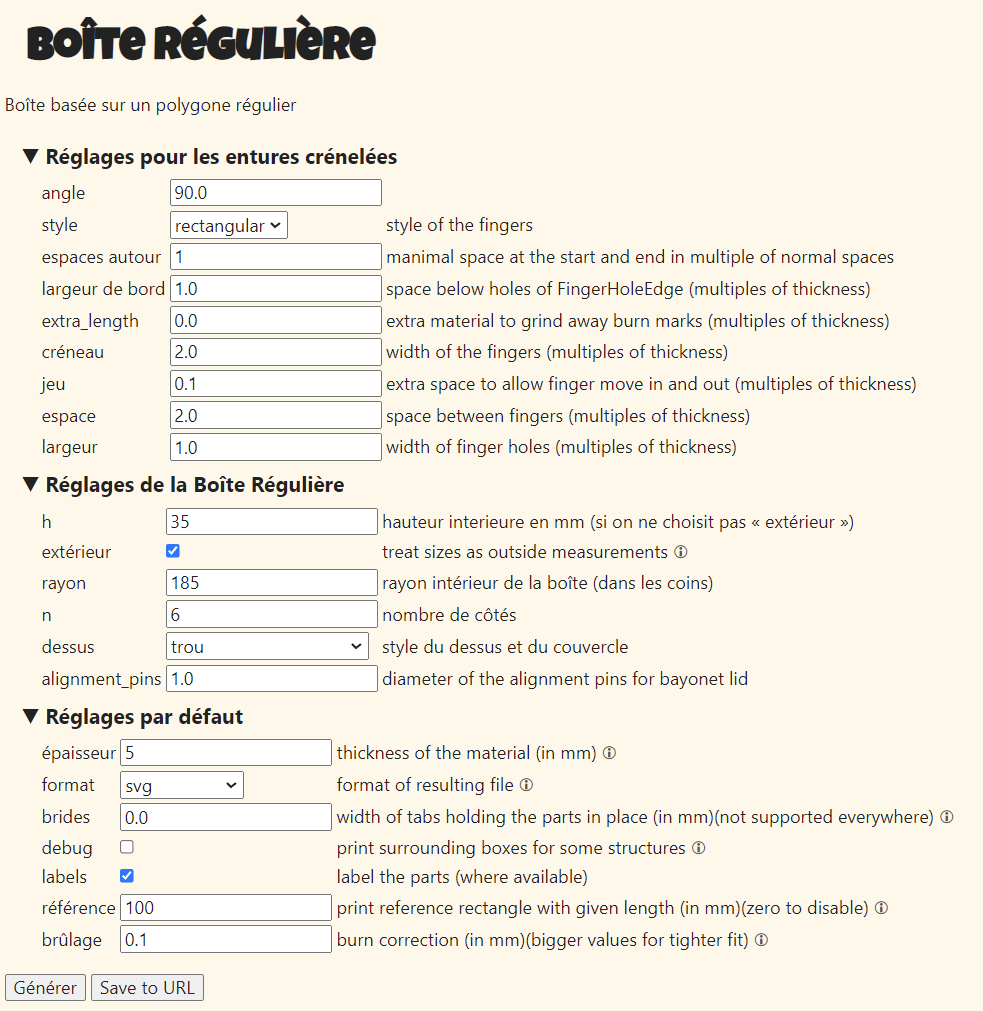 Boîte Régulière
Boîte basée sur un polygone régulier
▼ Réglages pour les entures crénelées
angle 90.0
style rectangular style of the fingers
espaces autour 1 manimal space at the start and end in multiple of normal spaces
largeur de bord 1.0 space below holes of FingerHoleEdge (multiples of thickness)
extra_length 0.0 extra material to grind away burn marks (multiples of thickness)
créneau 2.0 width of the fingers (multiples of thickness)
jeu 0.1 extra space to allow finger move in and out (multiples of thickness)
espace 2.0 space between fingers (multiples of thickness)
largeur 1.0 width of finger holes (multiples of thickness)
▼ Réglages de la Boîte Régulière
h 35 hauteur interieure en mm (si on ne choisit pas « extérieur »)
extérieur treat sizes as outside measurements ⓘ
rayon 185 rayon intérieur de la boîte (dans les coins)
n 6 nombre de côtés
dessus trou style du dessus et du couvercle
alignment_pins 1.0 diameter of the alignment pins for bayonet lid
▼ Réglages par défaut
épaisseur 5 thickness of the material (in mm) ⓘ
format svg format of resulting file ⓘ
brides 0.0 width of tabs holding the parts in place (in mm)(not supported everywhere) ⓘ
debug print surrounding boxes for some structures ⓘ
labels label the parts (where available)
référence 100 print reference rectangle with given length (in mm)(zero to disable) ⓘ
brûlage 0.1 burn correction (in mm)(bigger values for tighter fit) ⓘ
Générer Save to URL